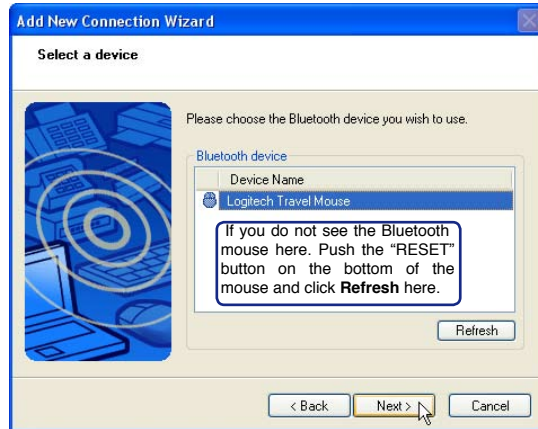 Add New Connection Wizard
Select a device
Please choose the Bluetooth device you wish to use.
Bluetooth device
Device Name
Logitech Travel Mouse
If you do not see the Bluetooth
mouse here. Push the “RESET”
button on the bottom of the
mouse and click Refresh here.
Refresh
< Back Next > Cancel